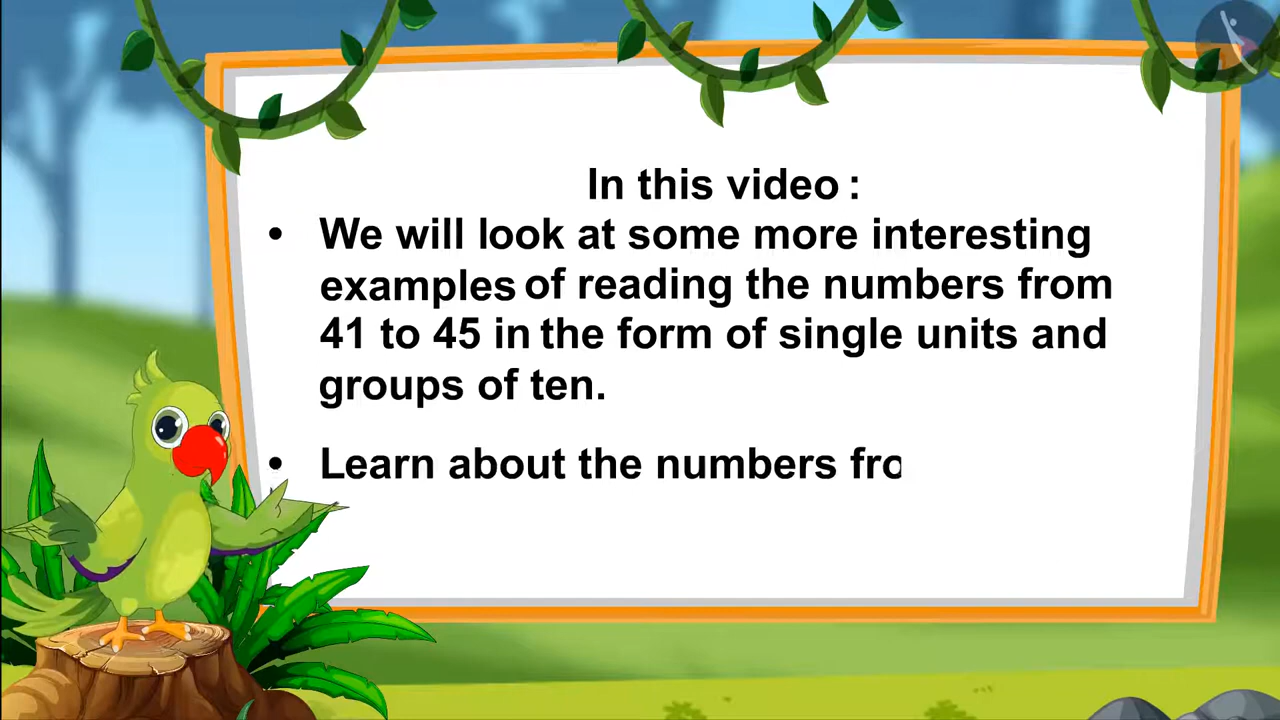 In this video :
• We will look at some more interesting
examples of reading the numbers from
41 to 45 in the form of single units and
groups of ten.
• Learn about the numbers